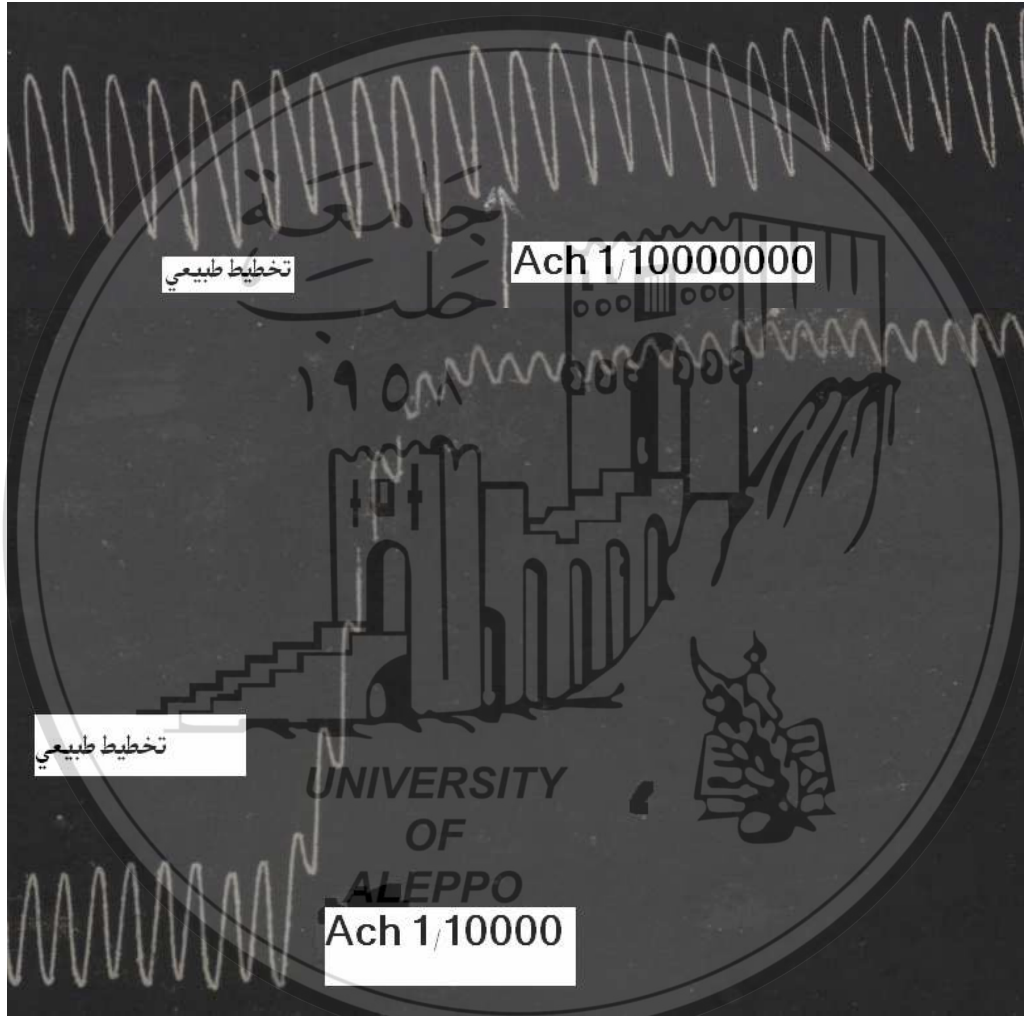 تخطيط طبيعي
Ach 1/10000000
جامعة
حلب
١٩٥٨
تخطيط طبيعي
UNIVERSITY
OF
ALEPPO
Ach 1/10000